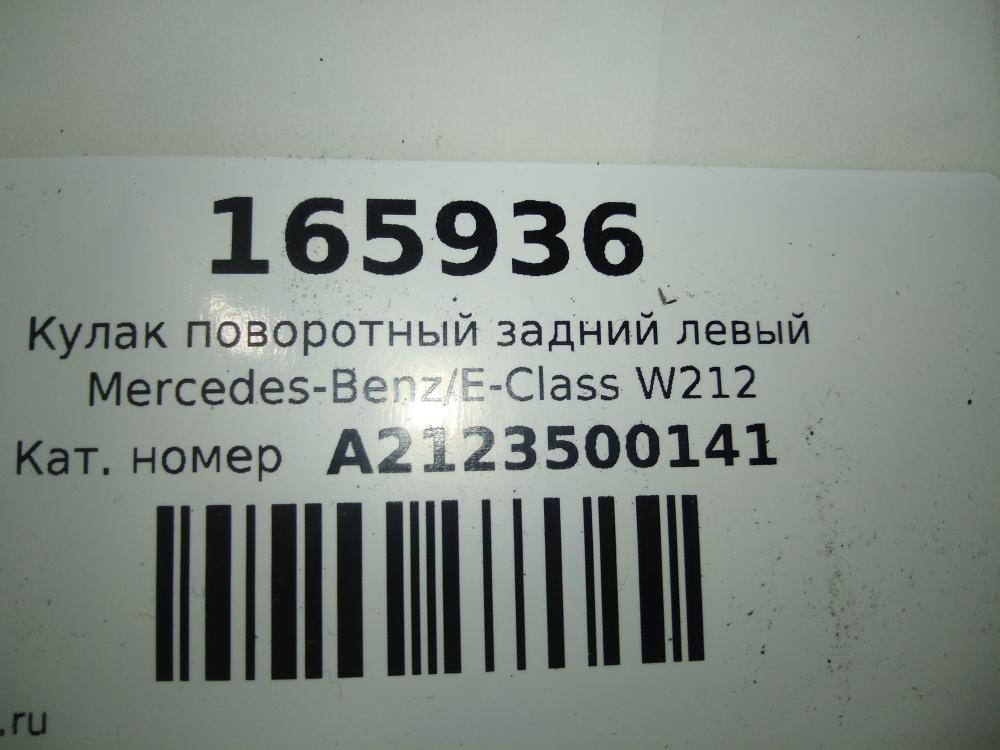 165936
Кулак поворотный задний левый
Mercedes-Benz/E-Class W212
Кат. номер A2123500141
.ru